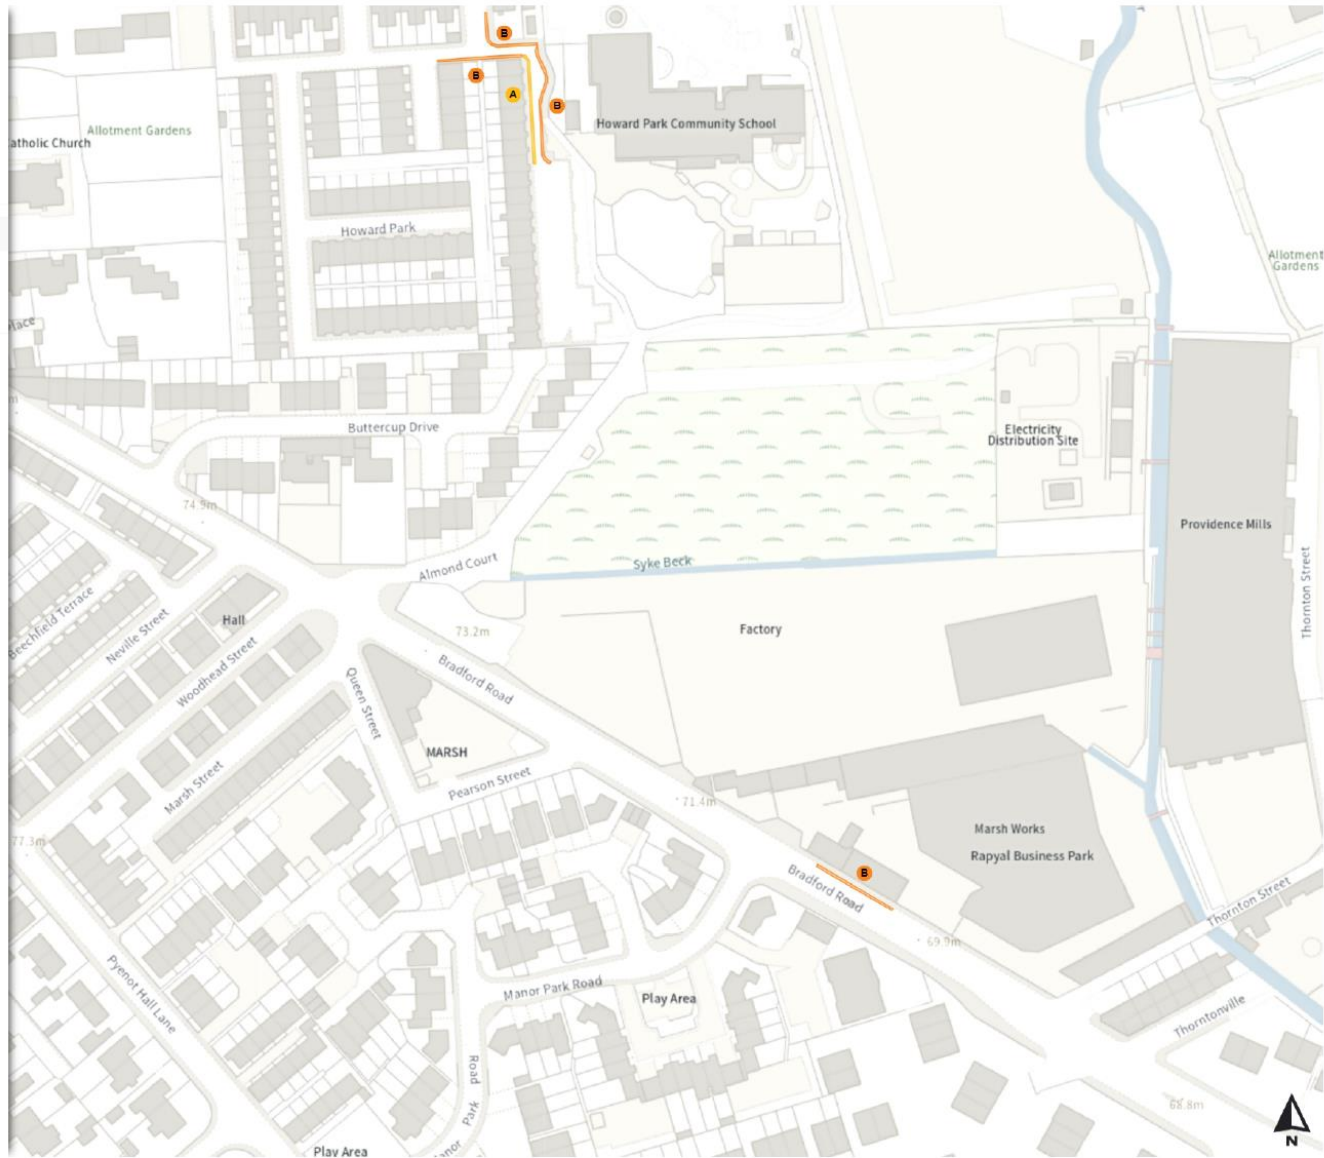 B
B
A
B
Howard Park Community School
Allotment Gardens
atholic Church
Howard Park
Allotment
Gardens
lace
Buttercup Drive
Electricity
Distribution Site
m
74.9m
Providence Mills
Syke Beck
Almond Court
Thornton Street
Beechfield Terrace
Neville Street
Hall
Woodhead Street
73.2m
Factory
Bradford Road
Queen Street
MARSH
Marsh Street
Pearson Street
71.4m
77.3m
Marsh Works
Rapyal Business Park
B
Bradford Road
Thornton Street
69.9m
Pyenot Hall Lane
Manor Park Road
Play Area
Thorntonville
Road
Park
anor
68.8m
Play Area
N